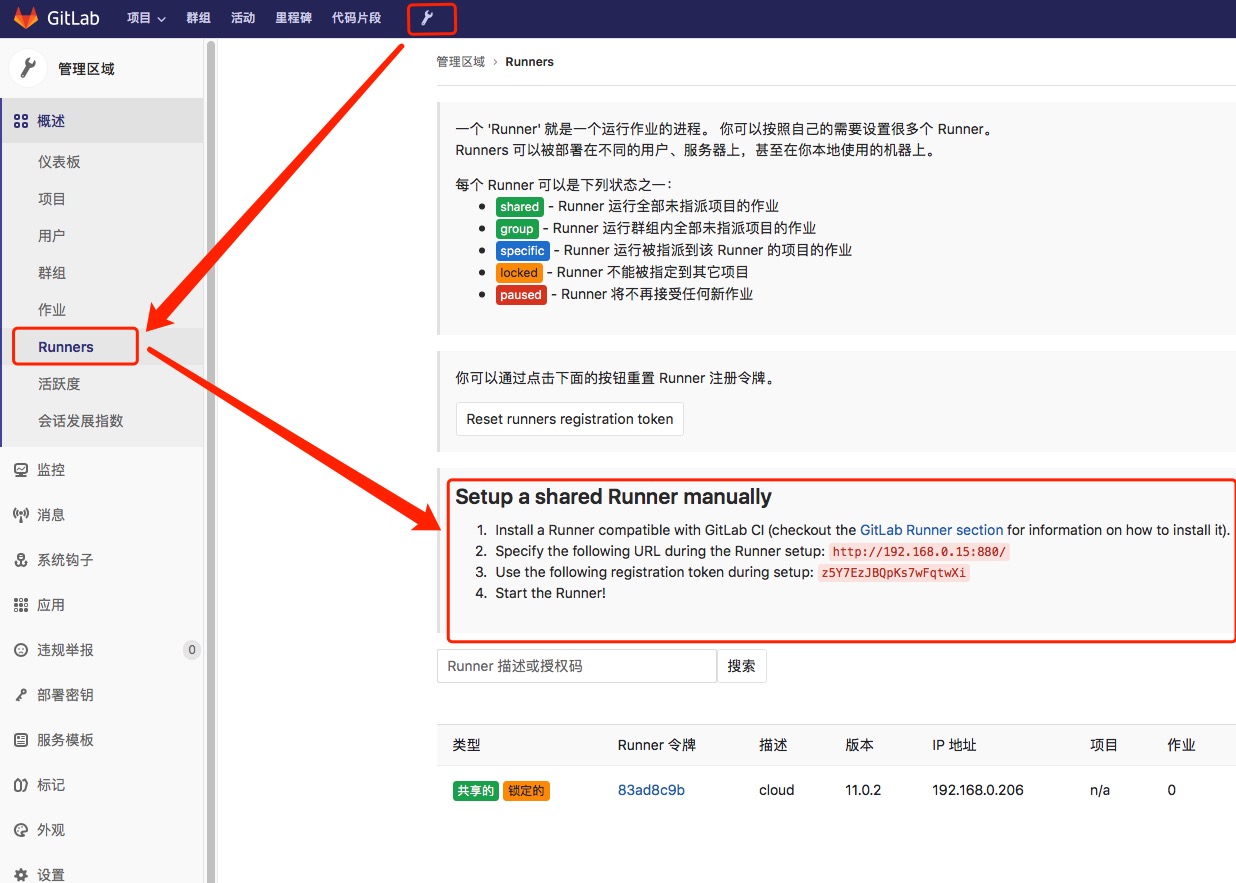 GitLab 项目 群组 活动 里程碑 代码片段
管理区域
概述
仪表板
项目
用户
群组
作业
Runners
活跃度
会话发展指数
监控
消息
系统钩子
应用
违规举报 0
部署密钥
服务模板
标记
外观
设置
管理区域 › Runners
一个 'Runner' 就是一个运行作业的进程。 你可以按照自己的需要设置很多个 Runner。
Runners 可以被部署在不同的用户、服务器上，甚至在你本地使用的机器上。
每个 Runner 可以是下列状态之一：
shared - Runner 运行全部未指派项目的作业
group - Runner 运行群组内全部未指派项目的作业
specific - Runner 运行被指派到该 Runner 的项目的作业
locked - Runner 不能被指定到其它项目
paused - Runner 将不再接受任何新作业
你可以通过点击下面的按钮重置 Runner 注册令牌。
Reset runners registration token
Setup a shared Runner manually
1. Install a Runner compatible with GitLab CI (checkout the GitLab Runner section for information on how to install it).
2. Specify the following URL during the Runner setup: http://192.168.0.15:880/
3. Use the following registration token during setup: z5Y7EzJBQpKs7wFqtwXi
4. Start the Runner!
Runner 描述或授权码 搜索
类型 Runner 令牌 描述 版本 IP 地址 项目 作业
共享的 锁定的 83ad8c9b cloud 11.0.2 192.168.0.206 n/a 0